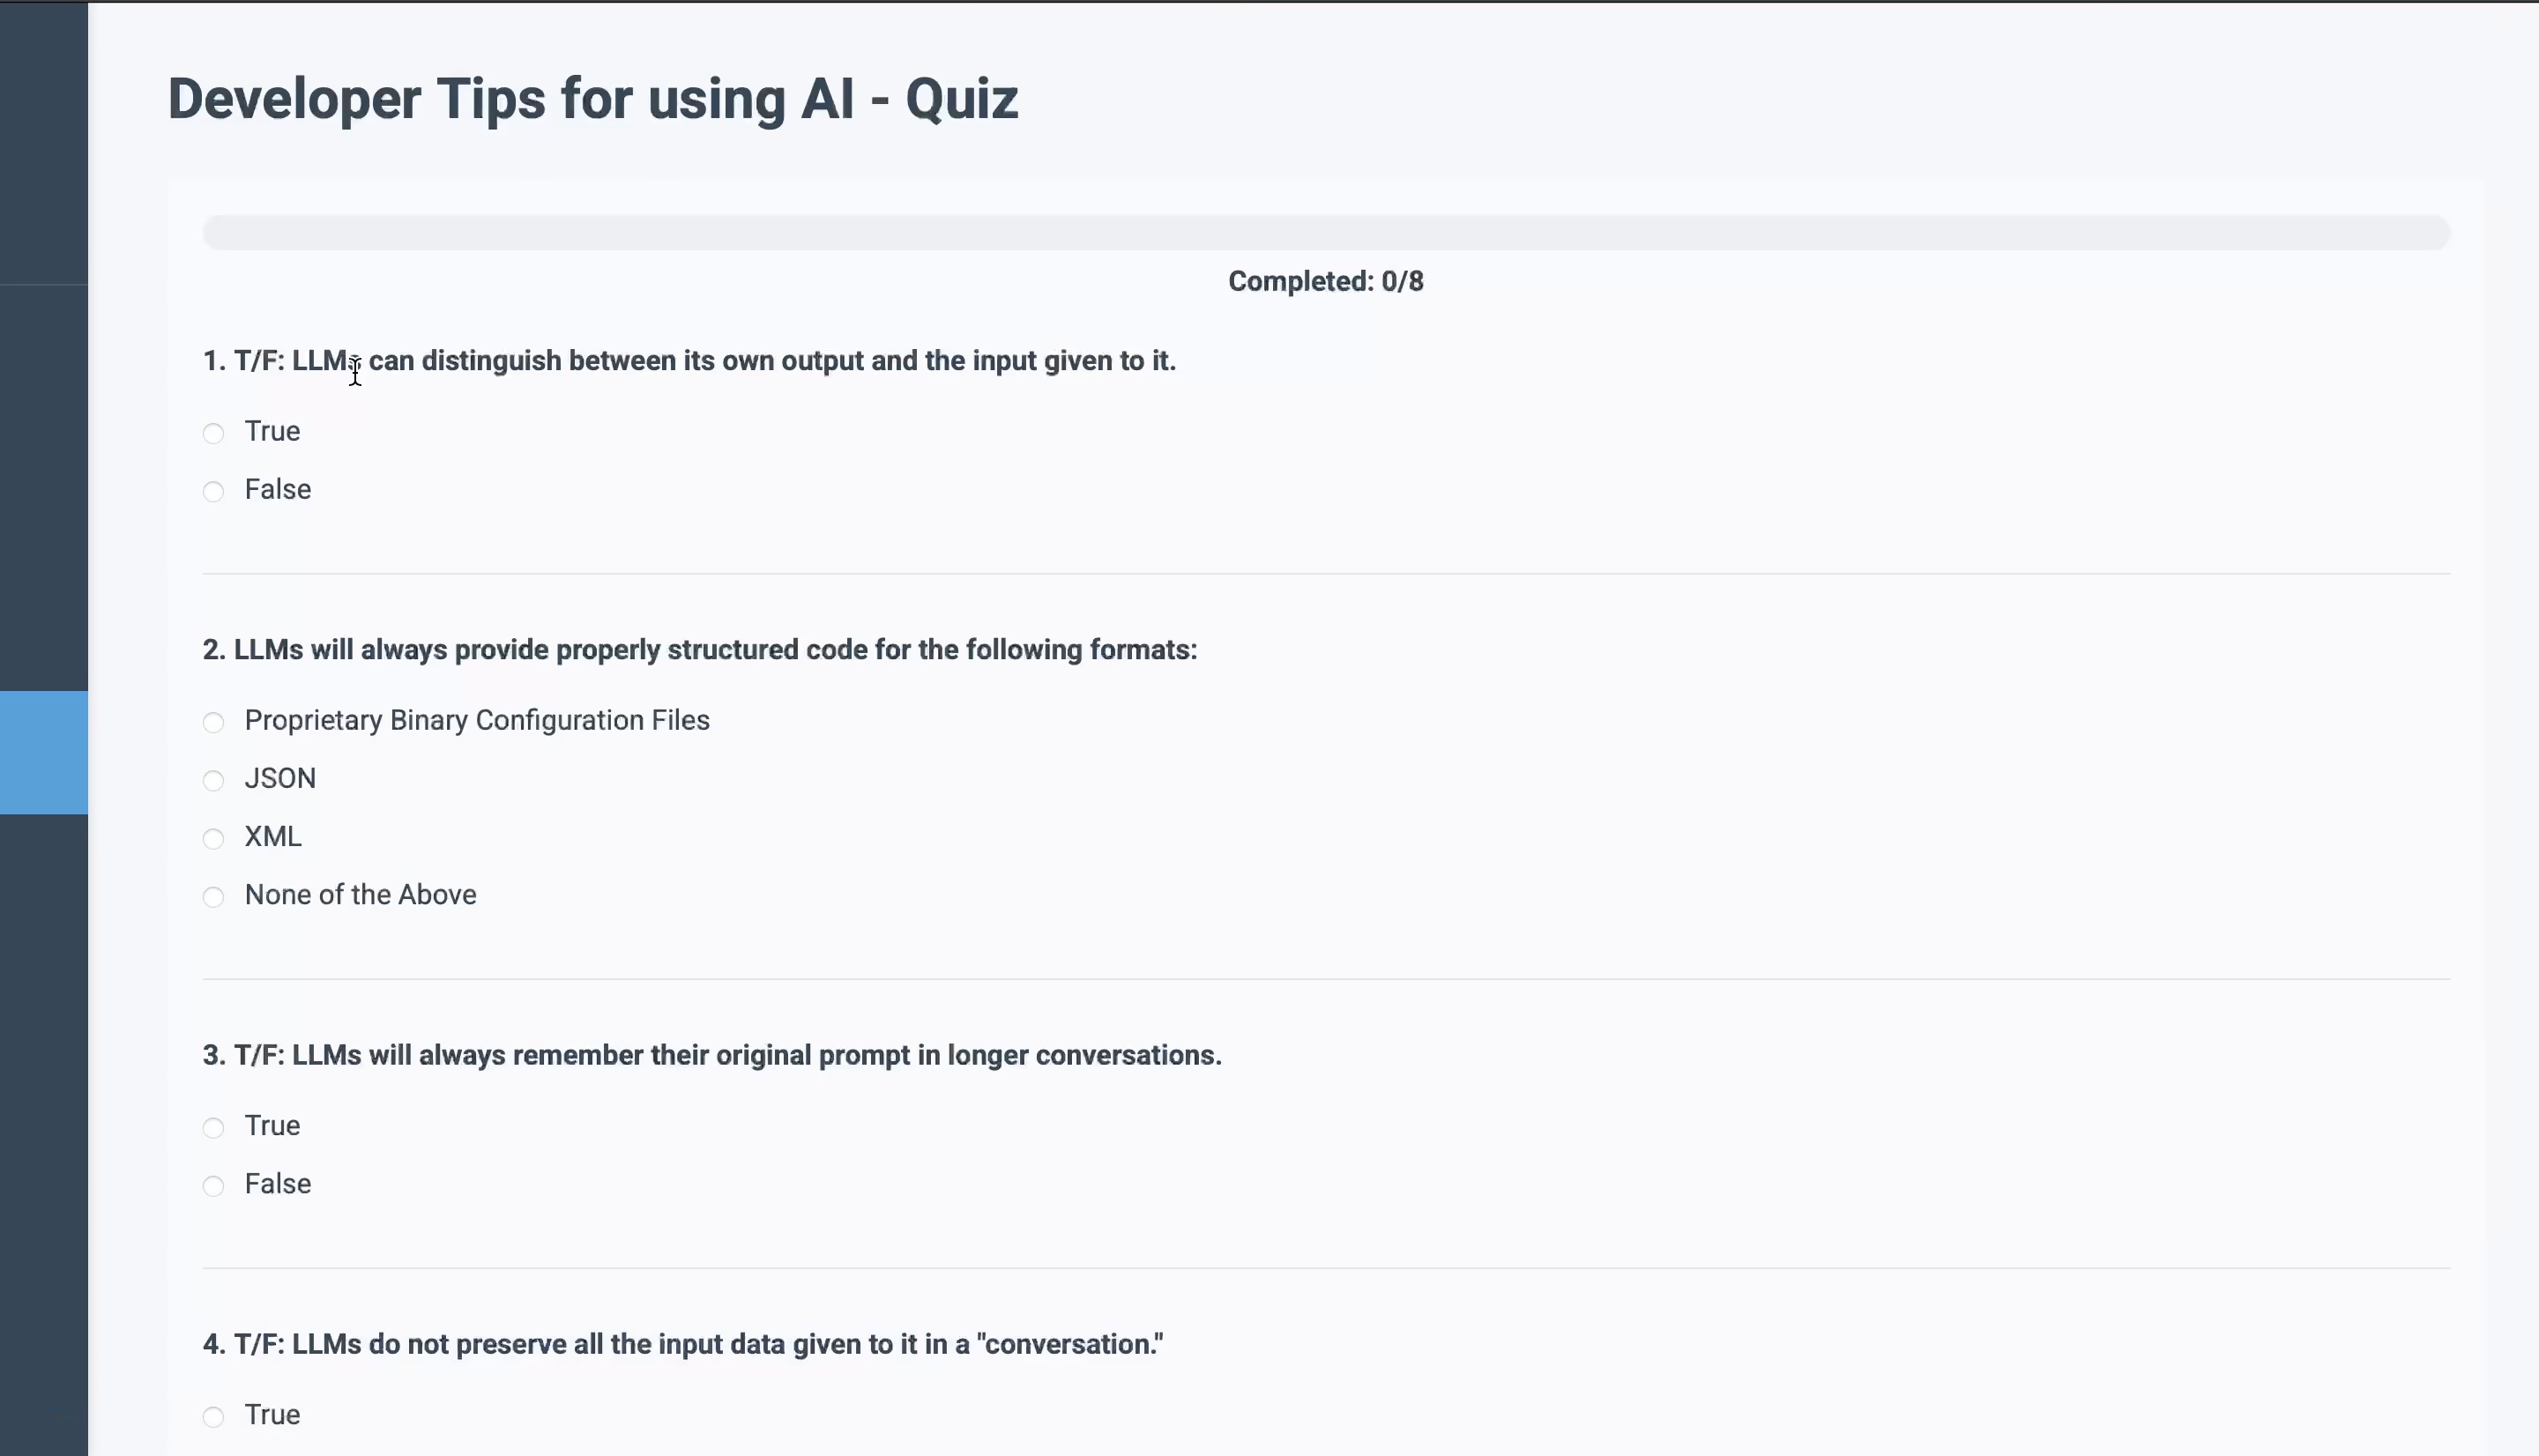 Developer Tips for using AI - Quiz
Completed: 0/8
1. T/F: LLMs can distinguish between its own output and the input given to it.
True
False
2. LLMs will always provide properly structured code for the following formats:
Proprietary Binary Configuration Files
JSON
XML
None of the Above
3. T/F: LLMs will always remember their original prompt in longer conversations.
True
False
4. T/F: LLMs do not preserve all the input data given to it in a "conversation."
True